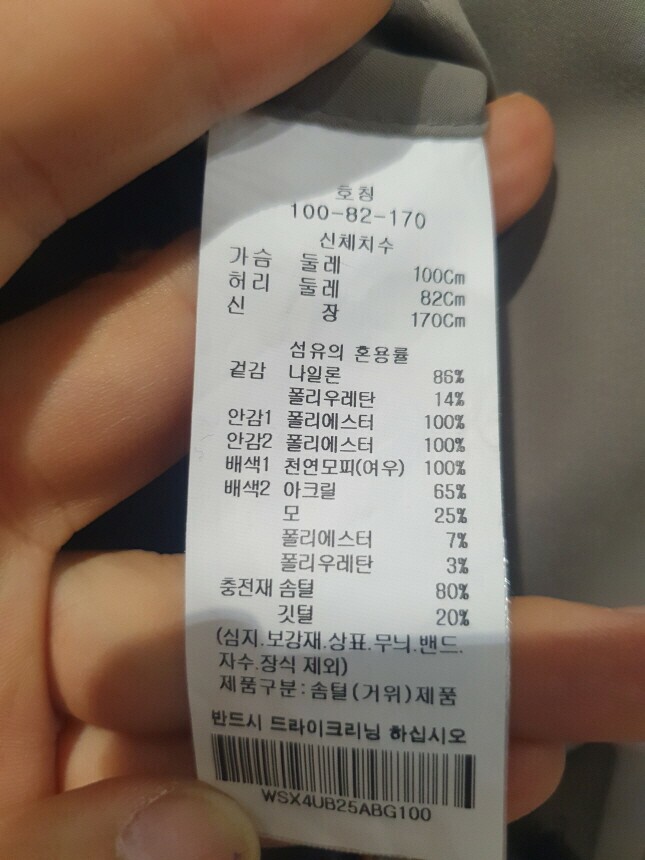 호칭
100-82-170
신체치수
가슴 둘레 100Cm
허리 둘레 82Cm
신 장 170Cm
섬유의 혼용률
겉감 나일론 86%
폴리우레탄 14%
안감1 폴리에스터 100%
안감2 폴리에스터 100%
배색1 천연모피(여우) 100%
배색2 아크릴 65%
모 25%
폴리에스터 7%
폴리우레탄 3%
충전재 솜털 80%
깃털 20%
(심지.보강재.상표.무늬.밴드.
자수.장식 제외)
제품구분:솜털(거위)제품
반드시 드라이크리닝 하십시오
WSX4UB25ABG100